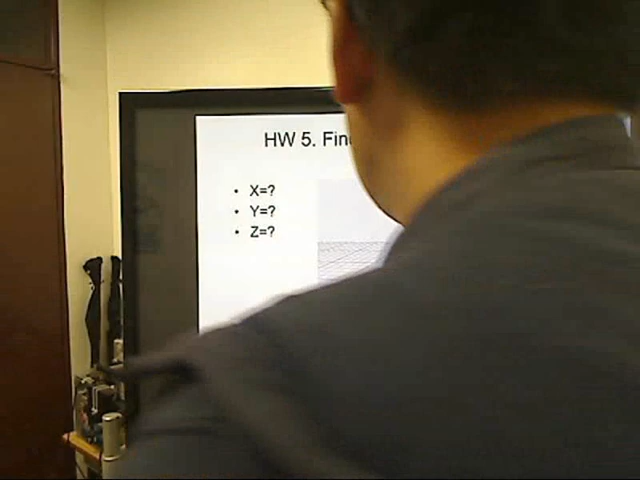 HW 5. Fin
• X=?
• Y=?
• Z=?